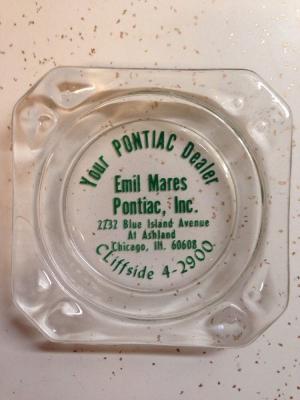 Your PONTIAC Dealer
Emil Mares
Pontiac, Inc.
2232 Blue Island Avenue
At Ashland
Chicago, Ill. 60608
CLiffside 4-2900